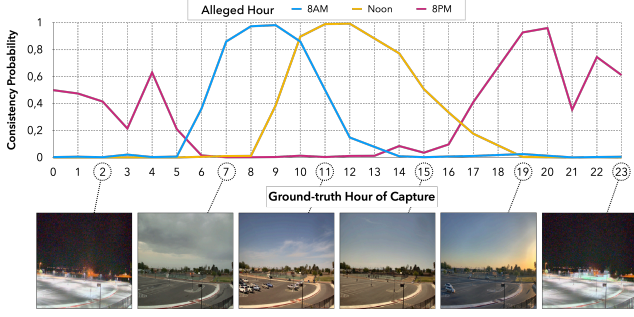 Alleged Hour 8AM Noon 8PM
Consistency Probability
1
0,8
0,6
0,4
0,2
0
0 1 2 3 4 5 6 7 8 9 10 11 12 13 14 15 16 17 18 19 20 21 22 23
Ground-truth Hour of Capture